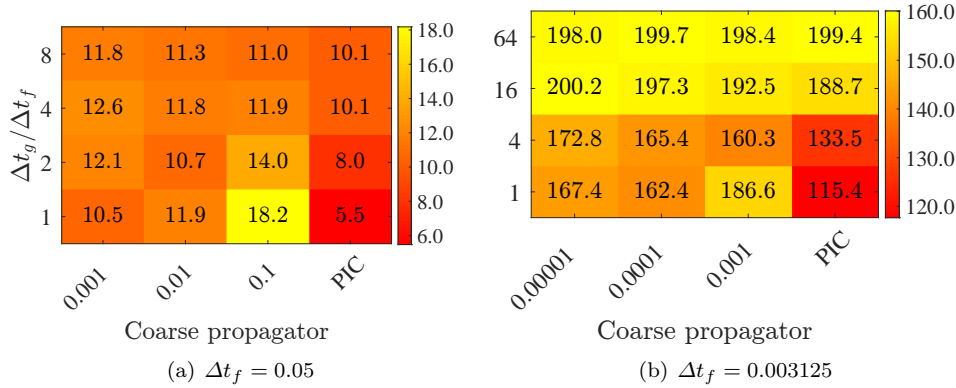 8 11.8 11.3 11.0 10.1
4 12.6 11.8 11.9 10.1
2 12.1 10.7 14.0 8.0
1 10.5 11.9 18.2 5.5
Δt_g/Δt_f
18.0
16.0
14.0
12.0
10.0
8.0
6.0
0.001 0.01 0.1 PIC
Coarse propagator
(a) Δt_f = 0.05
64 198.0 199.7 198.4 199.4
16 200.2 197.3 192.5 188.7
4 172.8 165.4 160.3 133.5
1 167.4 162.4 186.6 115.4
160.0
150.0
140.0
130.0
120.0
0.00001 0.0001 0.001 PIC
Coarse propagator
(b) Δt_f = 0.003125